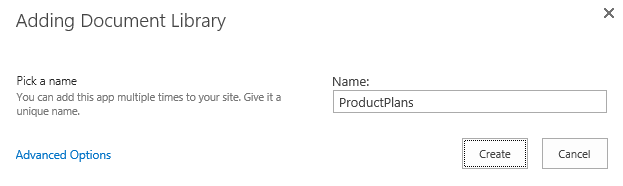 Adding Document Library
Pick a name
You can add this app multiple times to your site. Give it a
unique name.
Name:
ProductPlans
Advanced Options
Create
Cancel